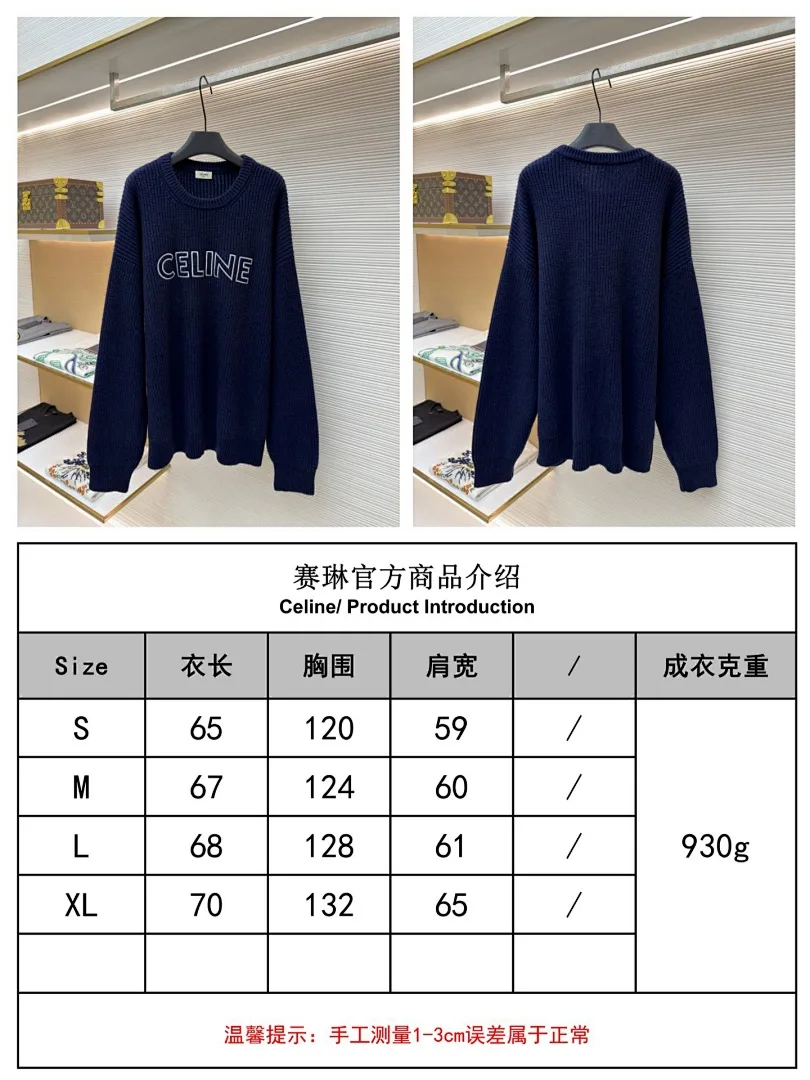 CELINE
赛琳官方商品介绍
Celine/ Product Introduction
Size 衣长 胸围 肩宽 / 成衣克重
S 65 120 59 /
M 67 124 60 /
L 68 128 61 / 930g
XL 70 132 65 /
温馨提示：手工测量1-3cm误差属于正常